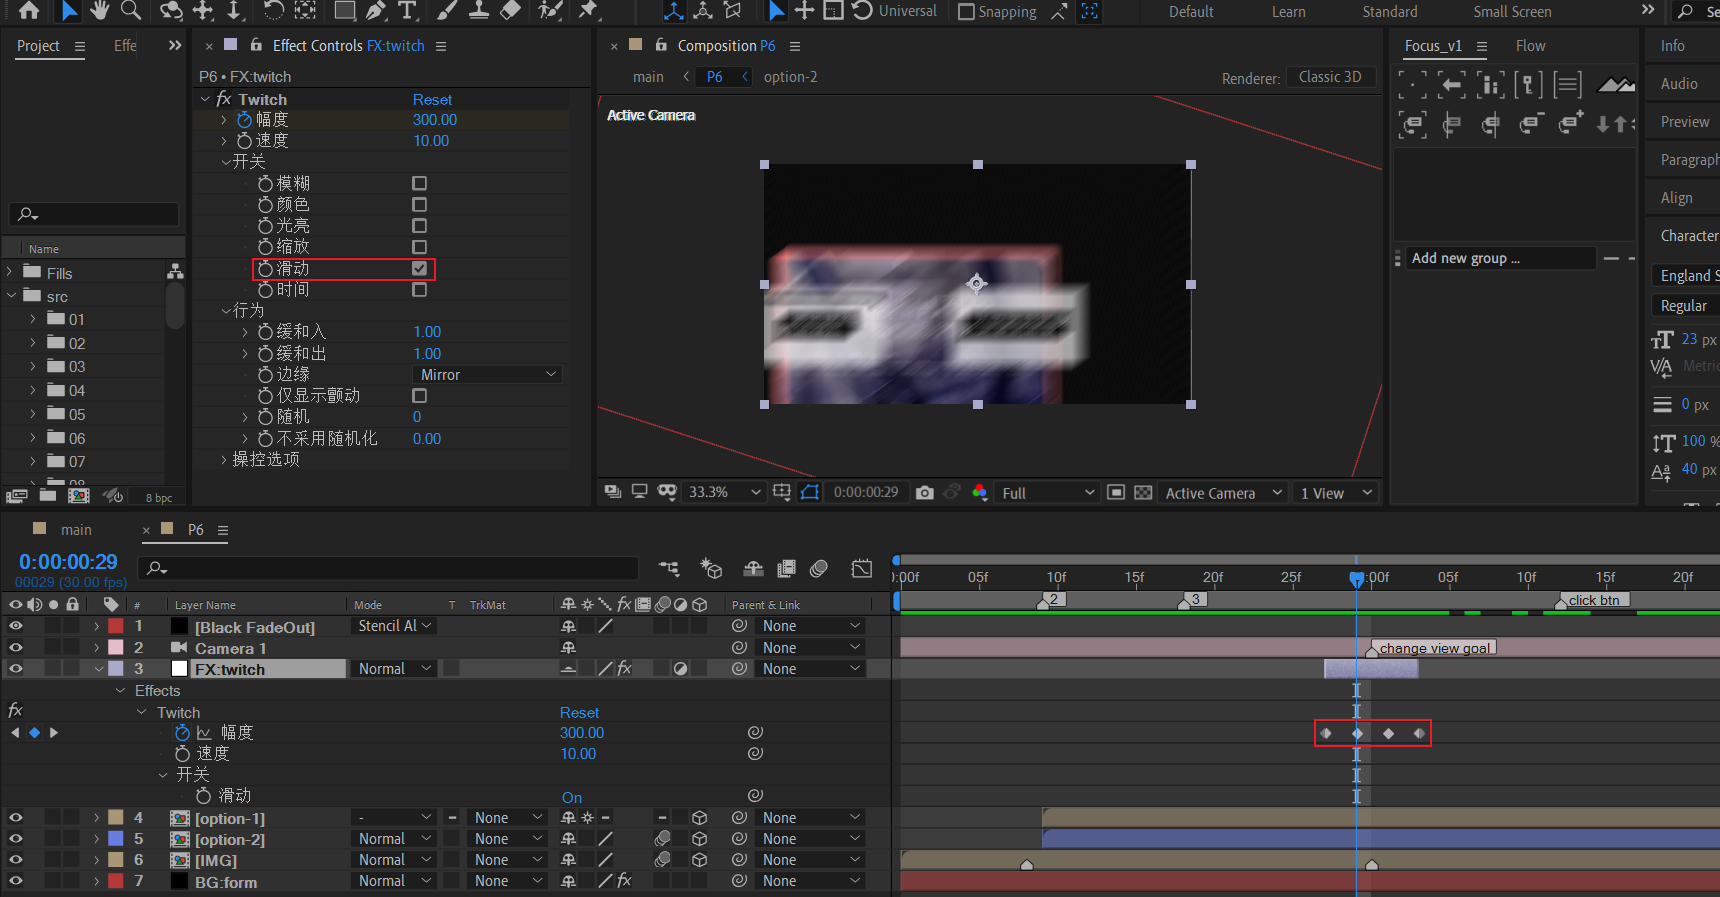 Universal Snapping Default Learn Standard Small Screen » Se
Project Effe » × Effect Controls FX:twitch × Composition P6 Focus_v1 Flow Info
P6 • FX:twitch main P6 option-2 Renderer: Classic 3D Audio
fx Twitch Reset Active Camera
幅度 300.00 Preview
速度 10.00
开关 Paragraph
模糊
颜色 Align
光亮
Name 缩放 Character
Fills 滑动 Add new group ... England S
src 时间
01 行为 Regular
02 缓和入 1.00 23 px
03 缓和出 1.00 Metric
04 边缘 Mirror
05 仅显示颤动 0 px
06 随机 0
07 不采用随机化 0.00 100 %
08 操控选项 40 px
8 bpc 33.3% 0:00:00:29 Full Active Camera 1 View
main × P6
0:00:00:29
00029 (30.00 fps) :00f 05f 10f 15f 20f 25f :00f 05f 10f 15f 20f
# Layer Name Mode T TrkMat Parent & Link 2 3 click btn
1 [Black FadeOut] Stencil Al None
2 Camera 1 None change view goal
3 FX:twitch Normal None
Effects
fx Twitch Reset
幅度 300.00
速度 10.00
开关
滑动 On
4 [option-1] - None None
5 [option-2] Normal None None
6 [IMG] Normal None None
7 BG:form Normal None None